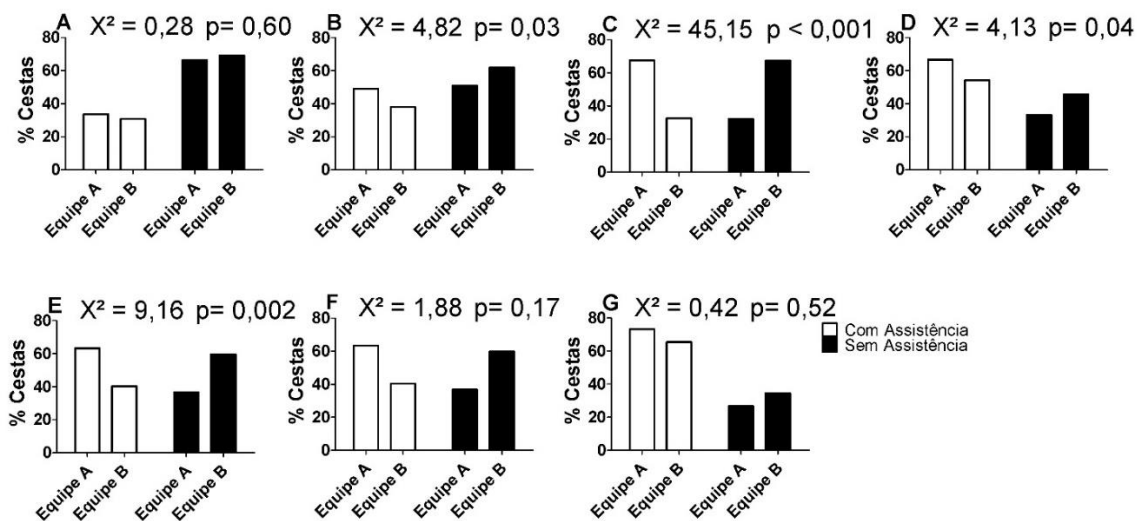 A X² = 0,28 p= 0,60
% Cestas
80
60
40
20
0
Equipe A
Equipe B
Equipe A
Equipe B
B X² = 4,82 p= 0,03
% Cestas
80
60
40
20
0
Equipe A
Equipe B
Equipe A
Equipe B
C X² = 45,15 p < 0,001
% Cestas
80
60
40
20
0
Equipe A
Equipe B
Equipe A
Equipe B
D X² = 4,13 p= 0,04
% Cestas
80
60
40
20
0
Equipe A
Equipe B
Equipe A
Equipe B
E X² = 9,16 p= 0,002
% Cestas
80
60
40
20
0
Equipe A
Equipe B
Equipe A
Equipe B
F X² = 1,88 p= 0,17
% Cestas
80
60
40
20
0
Equipe A
Equipe B
Equipe A
Equipe B
G X² = 0,42 p= 0,52
% Cestas
80
60
40
20
0
Equipe A
Equipe B
Equipe A
Equipe B
Com Assistência
Sem Assistência